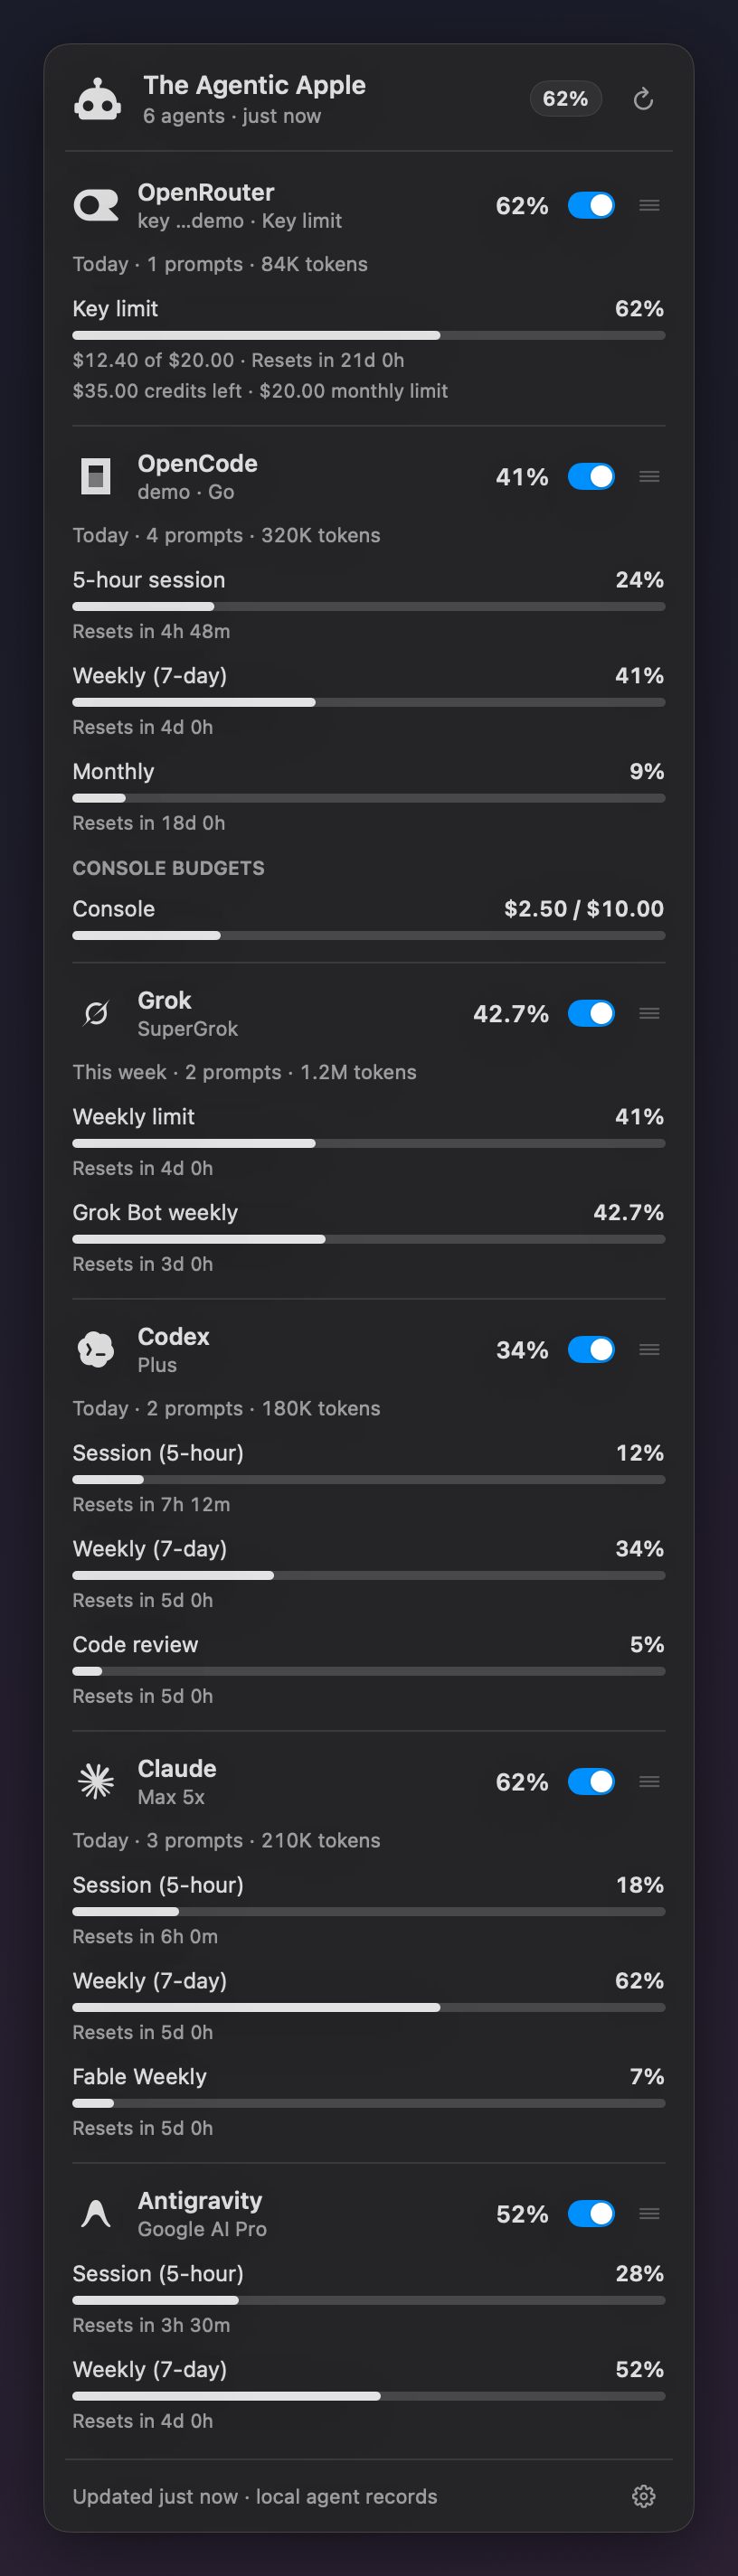 The Agentic Apple
6 agents · just now
62%
OpenRouter
key ...demo · Key limit
62%
Today · 1 prompts · 84K tokens
Key limit
62%
$12.40 of $20.00 · Resets in 21d 0h
$35.00 credits left · $20.00 monthly limit
OpenCode
demo · Go
41%
Today · 4 prompts · 320K tokens
5-hour session
24%
Resets in 4h 48m
Weekly (7-day)
41%
Resets in 4d 0h
Monthly
9%
Resets in 18d 0h
CONSOLE BUDGETS
Console
$2.50 / $10.00
Grok
SuperGrok
42.7%
This week · 2 prompts · 1.2M tokens
Weekly limit
41%
Resets in 4d 0h
Grok Bot weekly
42.7%
Resets in 3d 0h
Codex
Plus
34%
Today · 2 prompts · 180K tokens
Session (5-hour)
12%
Resets in 7h 12m
Weekly (7-day)
34%
Resets in 5d 0h
Code review
5%
Resets in 5d 0h
Claude
Max 5x
62%
Today · 3 prompts · 210K tokens
Session (5-hour)
18%
Resets in 6h 0m
Weekly (7-day)
62%
Resets in 5d 0h
Fable Weekly
7%
Resets in 5d 0h
Antigravity
Google AI Pro
52%
Session (5-hour)
28%
Resets in 3h 30m
Weekly (7-day)
52%
Resets in 4d 0h
Updated just now · local agent records